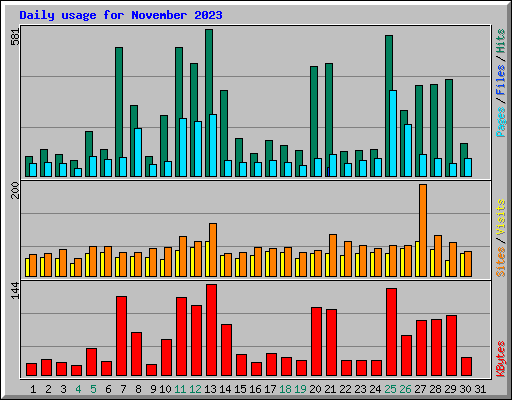 Daily usage for November 2023
581
Pages / Files / Hits
200
Sites / Visits
144
KBytes
1 2 3 4 5 6 7 8 9 10 11 12 13 14 15 16 17 18 19 20 21 22 23 24 25 26 27 28 29 30 31